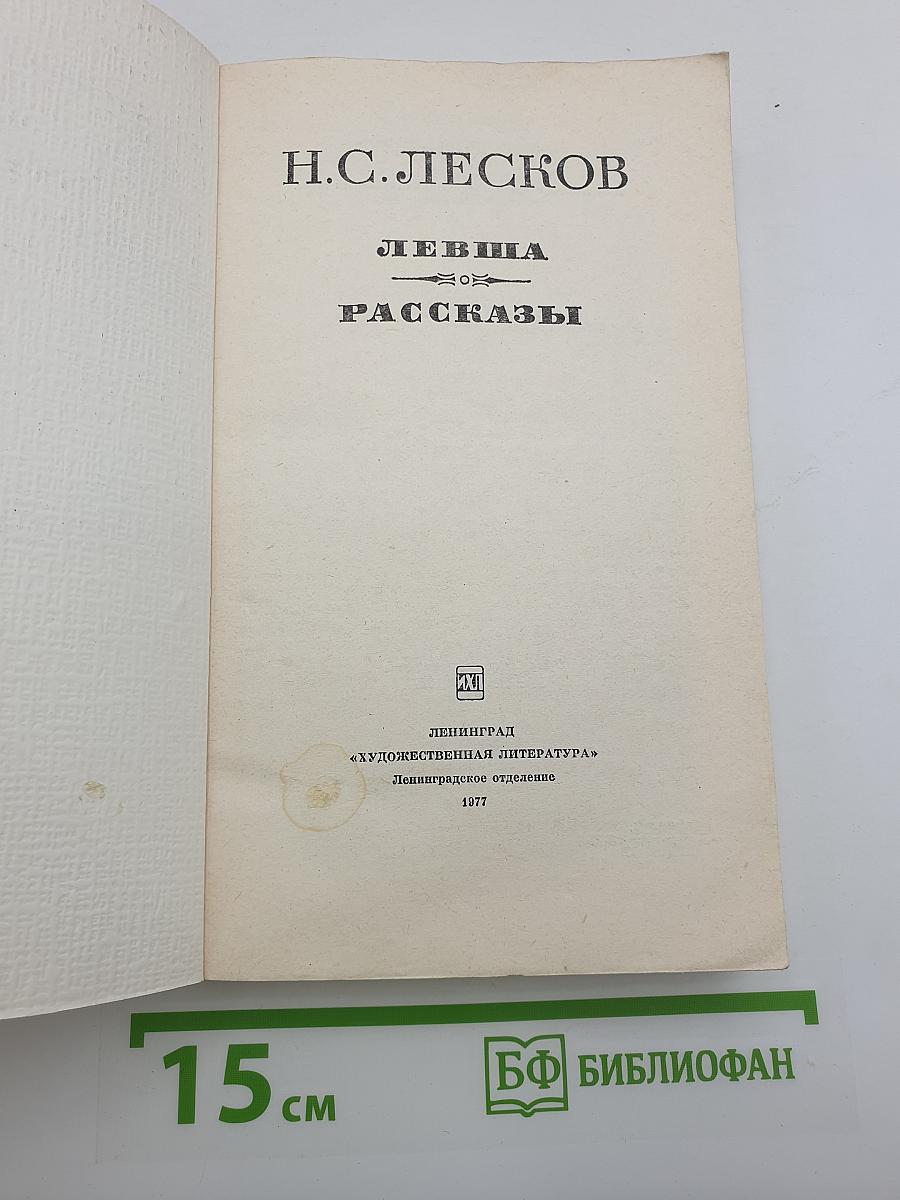 Н.С.ЛЕСКОВ
ЛЕВША
РАССКАЗЫ
ИХЛ
ЛЕНИНГРАД
«ХУДОЖЕСТВЕННАЯ ЛИТЕРАТУРА»
Ленинградское отделение
1977
15 см
БФ БИБЛИОФАН